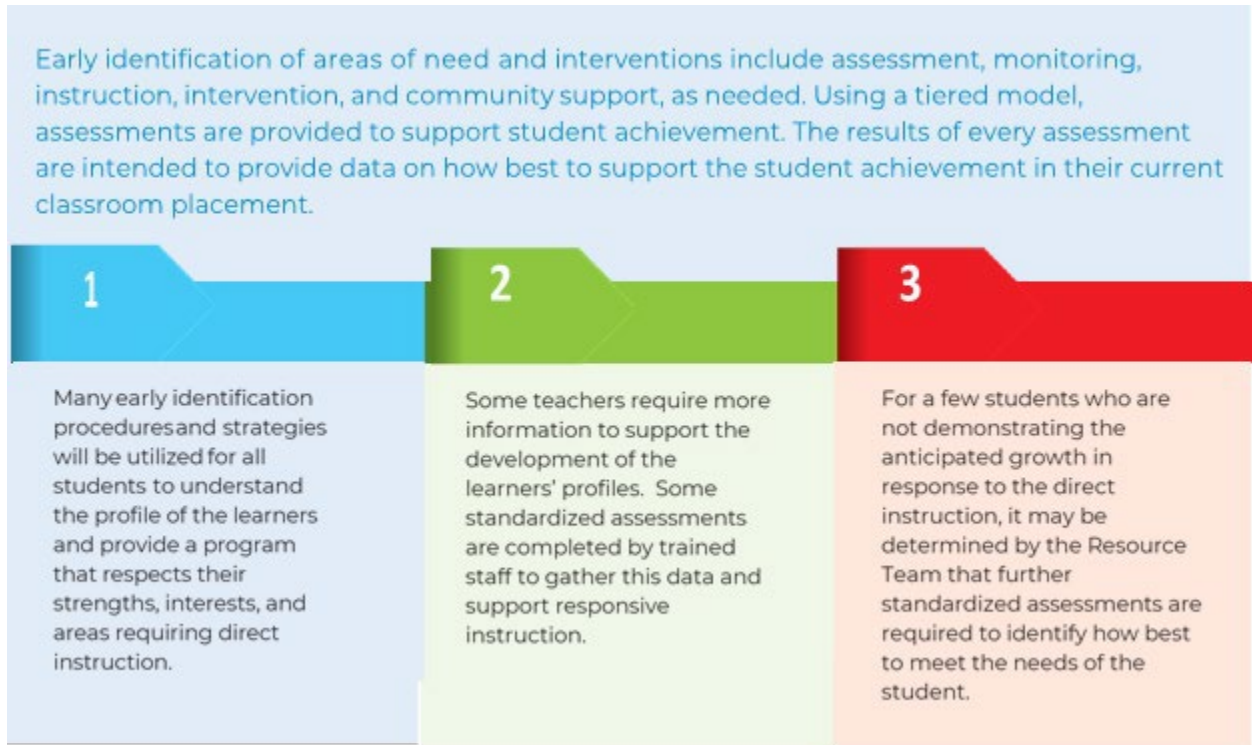 Early identification of areas of need and interventions include assessment, monitoring,
instruction, intervention, and community support, as needed. Using a tiered model,
assessments are provided to support student achievement. The results of every assessment
are intended to provide data on how best to support the student achievement in their current
classroom placement.
1
Many early identification
procedures and strategies
will be utilized for all
students to understand
the profile of the learners
and provide a program
that respects their
strengths, interests, and
areas requiring direct
instruction.
2
Some teachers require more
information to support the
development of the
learners' profiles. Some
standardized assessments
are completed by trained
staff to gather this data and
support responsive
instruction.
3
For a few students who are
not demonstrating the
anticipated growth in
response to the direct
instruction, it may be
determined by the Resource
Team that further
standardized assessments are
required to identify how best
to meet the needs of the
student.